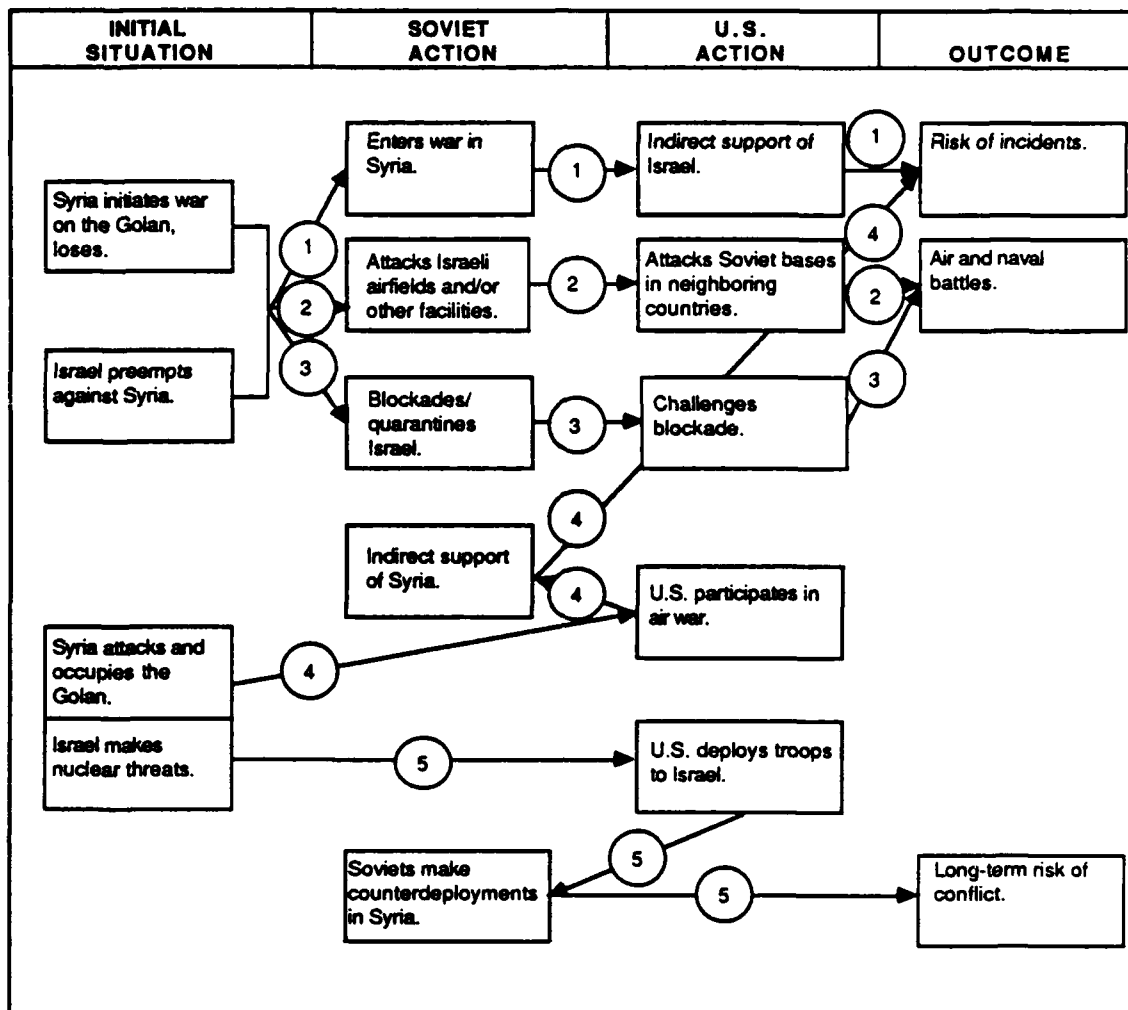 INITIAL
SITUATION
SOVIET
ACTION
U.S.
ACTION
OUTCOME
Enters war in
Syria.
1
Indirect support of
Israel.
1
Risk of incidents.
Syria initiates war
on the Golan,
loses.
1
4
Attacks Israeli
airfields and/or
other facilities.
2
Attacks Soviet bases
in neighboring
countries.
2
Air and naval
battles.
2
Israel preempts
against Syria.
3
Blockades/
quarantines
Israel.
3
Challenges
blockade.
3
4
Indirect support
of Syria.
4
U.S. participates in
air war.
Syria attacks and
occupies the
Golan.
4
Israel makes
nuclear threats.
5
U.S. deploys troops
to Israel.
5
Soviets make
counterdeployments
in Syria.
5
Long-term risk of
conflict.